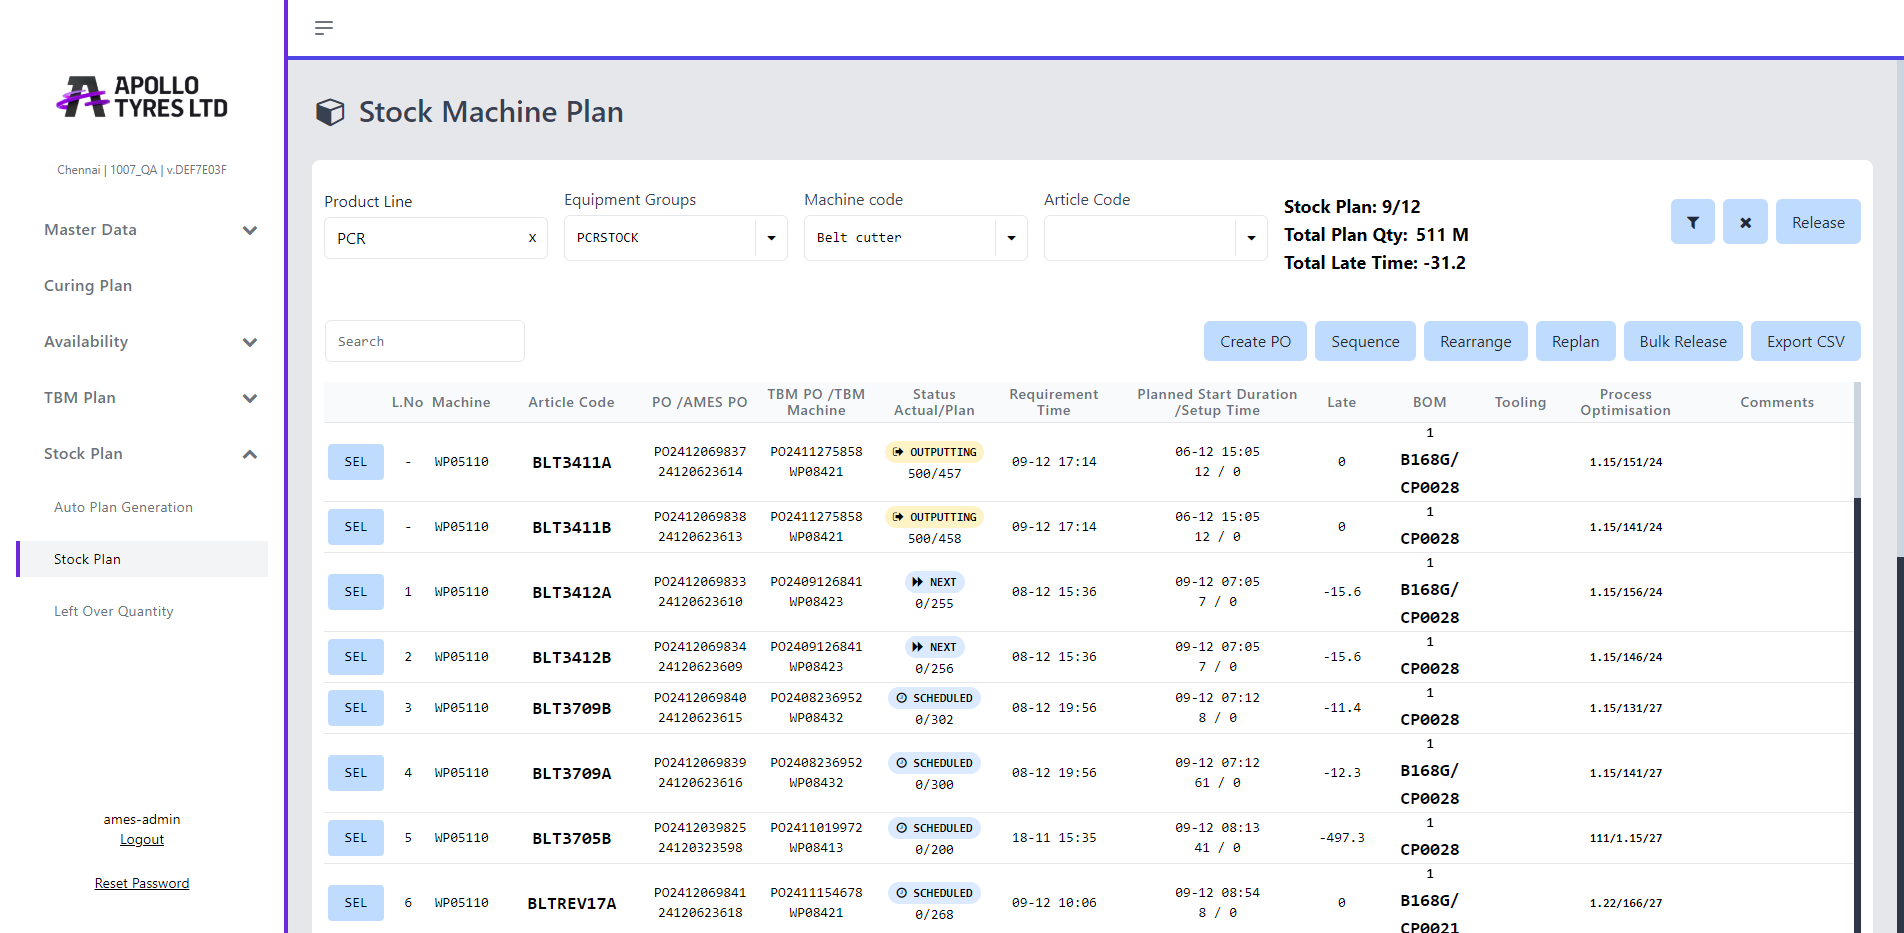 APOLLO
TYRES LTD
Chennai | 1007_QA | v.DEF7E03F
Master Data
Curing Plan
Availability
TBM Plan
Stock Plan
Auto Plan Generation
Stock Plan
Left Over Quantity
ames-admin
Logout
Reset Password
Stock Machine Plan
Product Line
PCR x
Equipment Groups
PCRSTOCK
Machine code
Belt cutter
Article Code
Stock Plan: 9/12
Total Plan Qty: 511 M
Total Late Time: -31.2
Release
Search
Create PO Sequence Rearrange Replan Bulk Release Export CSV
L.No Machine Article Code PO /AMES PO TBM PO /TBM Machine Status Actual/Plan Requirement Time Planned Start Duration /Setup Time Late BOM Tooling Process Optimisation Comments
SEL - WP05110 BLT3411A PO2412069837 24120623614 PO2411275858 WP08421 OUTPUTTING 500/457 09-12 17:14 06-12 15:05 12 / 0 0 1 B168G/ CP0028 1.15/151/24
SEL - WP05110 BLT3411B PO2412069838 24120623613 PO2411275858 WP08421 OUTPUTTING 500/458 09-12 17:14 06-12 15:05 12 / 0 0 1 CP0028 1.15/141/24
SEL 1 WP05110 BLT3412A PO2412069833 24120623610 PO2409126841 WP08423 NEXT 0/255 08-12 15:36 09-12 07:05 7 / 0 -15.6 1 B168G/ CP0028 1.15/156/24
SEL 2 WP05110 BLT3412B PO2412069834 24120623609 PO2409126841 WP08423 NEXT 0/256 08-12 15:36 09-12 07:05 7 / 0 -15.6 1 CP0028 1.15/146/24
SEL 3 WP05110 BLT3709B PO2412069840 24120623615 PO2408236952 WP08432 SCHEDULED 0/302 08-12 19:56 09-12 07:12 8 / 0 -11.4 1 CP0028 1.15/131/27
SEL 4 WP05110 BLT3709A PO2412069839 24120623616 PO2408236952 WP08432 SCHEDULED 0/300 08-12 19:56 09-12 07:12 61 / 0 -12.3 1 B168G/ CP0028 1.15/141/27
SEL 5 WP05110 BLT3705B PO2412039825 24120323598 PO2411019972 WP08413 SCHEDULED 0/200 18-11 15:35 09-12 08:13 41 / 0 -497.3 1 CP0028 111/1.15/27
SEL 6 WP05110 BLTREV17A PO2412069841 24120623618 PO2411154678 WP08421 SCHEDULED 0/268 09-12 10:06 09-12 08:54 8 / 0 0 1 B168G/ CP0021 1.22/166/27